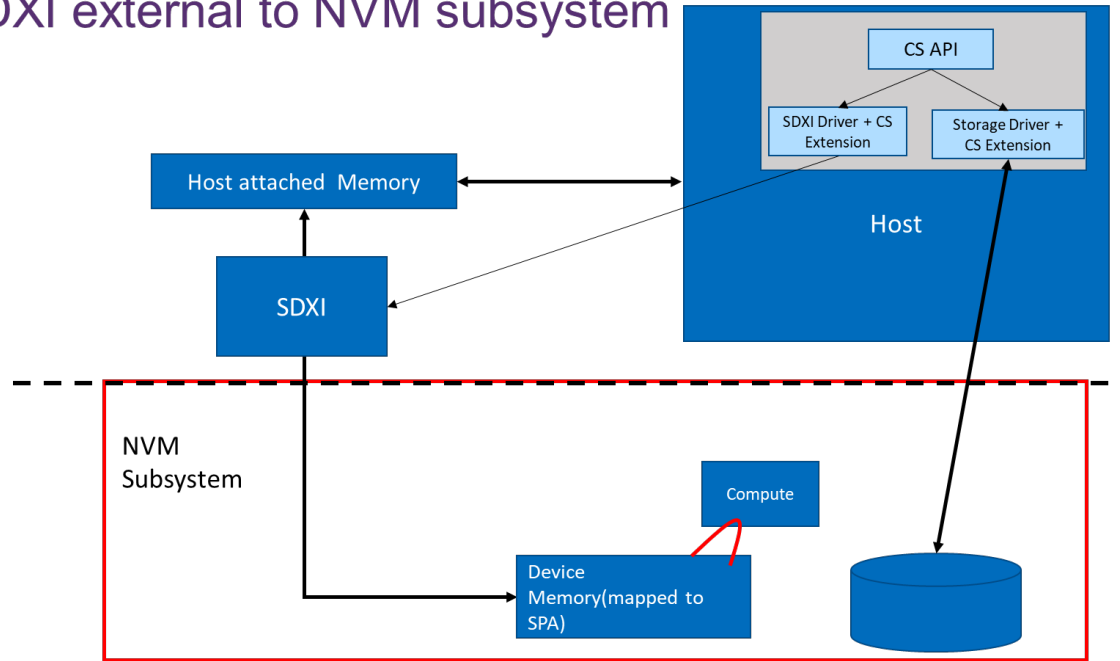 DXI external to NVM subsystem
CS API
SDXI Driver + CS
Extension
Storage Driver +
CS Extension
Host attached  Memory
Host
SDXI
NVM
Subsystem
Compute
Device
Memory(mapped to
SPA)